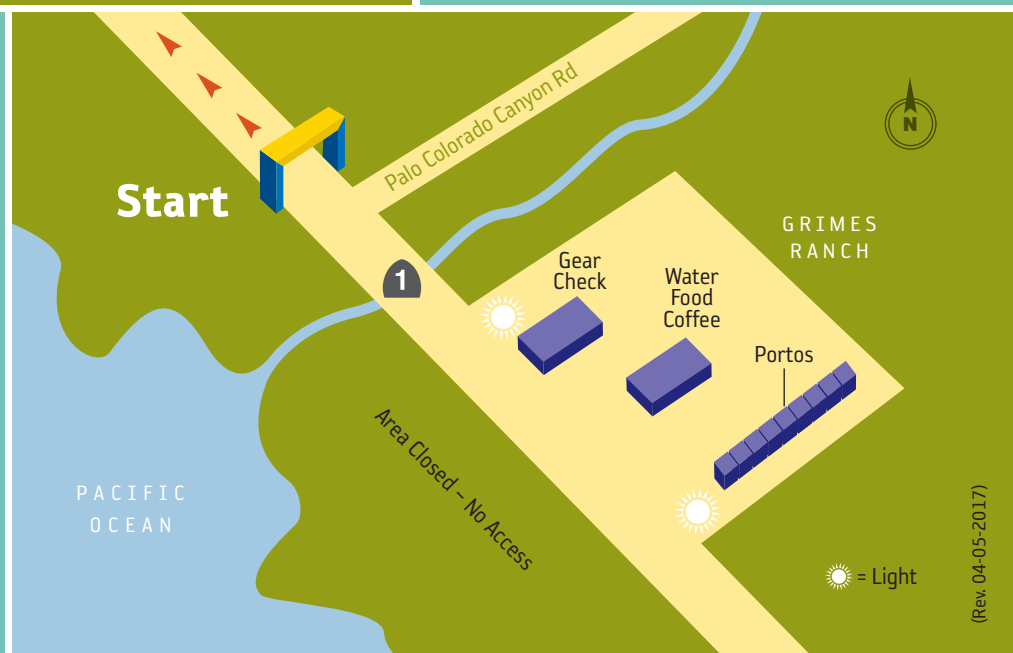 Palo Colorado Canyon Rd
N
Start
GRIMES
RANCH
1
Gear
Check
Water
Food
Coffee
Portos
Area Closed – No Access
PACIFIC
OCEAN
= Light
(Rev. 04-05-2017)